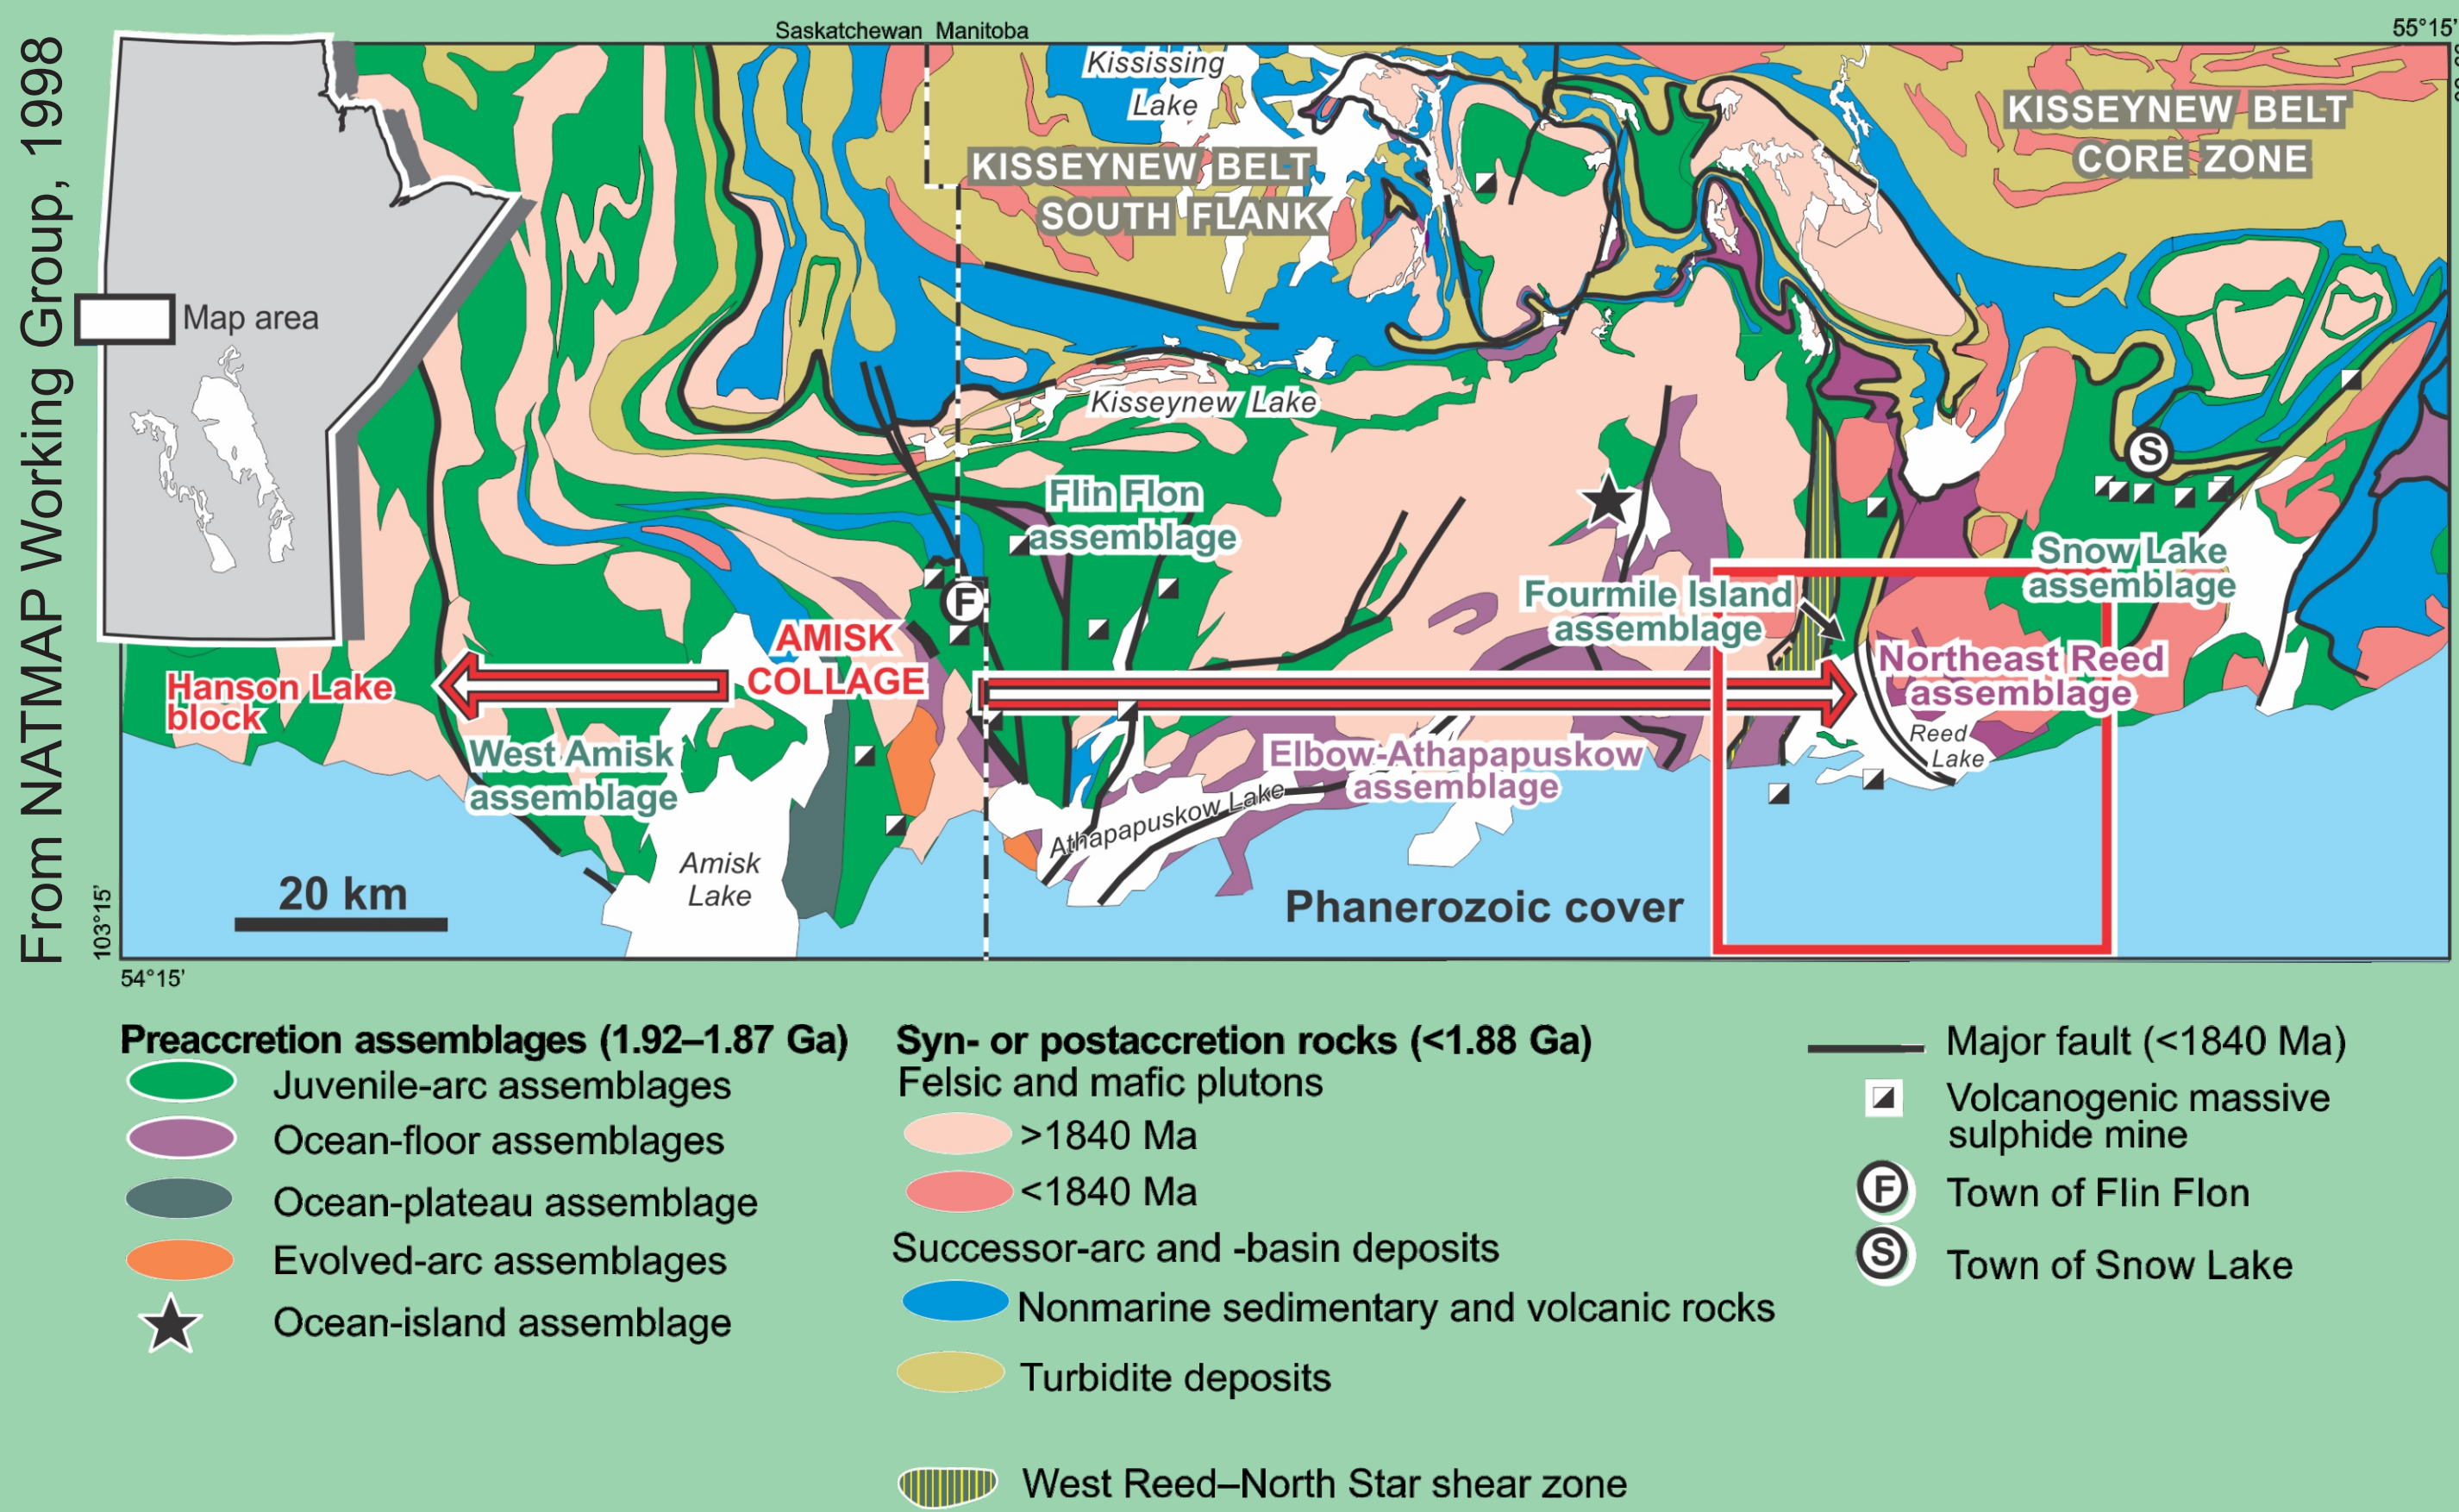 From NATMAP Working Group, 1998
Saskatchewan Manitoba
55°15'
Kississing
Lake
KISSEYNEW BELT
CORE ZONE
KISSEYNEW BELT
SOUTH FLANK
Map area
Kisseynew Lake
S
Flin Flon
assemblage
Snow Lake
assemblage
Fourmile Island
assemblage
F
AMISK
COLLAGE
Northeast Reed
assemblage
Hanson Lake
block
Reed
Lake
West Amisk
assemblage
Elbow-Athapapuskow
assemblage
Athapapuskow Lake
Amisk
Lake
20 km
Phanerozoic cover
103°15'
54°15'
Preaccretion assemblages (1.92–1.87 Ga)
Juvenile-arc assemblages
Ocean-floor assemblages
Ocean-plateau assemblage
Evolved-arc assemblages
Ocean-island assemblage
Syn- or postaccretion rocks (<1.88 Ga)
Felsic and mafic plutons
>1840 Ma
<1840 Ma
Successor-arc and -basin deposits
Nonmarine sedimentary and volcanic rocks
Turbidite deposits
West Reed–North Star shear zone
Major fault (<1840 Ma)
Volcanogenic massive
sulphide mine
F Town of Flin Flon
S Town of Snow Lake